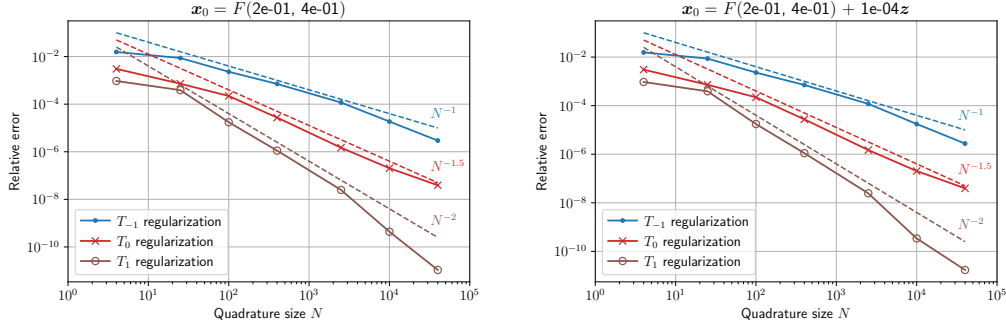 x₀ = F(2e-01, 4e-01)
Relative error
10⁻²
10⁻⁴
10⁻⁶
10⁻⁸
10⁻¹⁰
N⁻¹
N⁻¹·⁵
N⁻²
T₋₁ regularization
T₀ regularization
T₁ regularization
10⁰ 10¹ 10² 10³ 10⁴ 10⁵
Quadrature size N
x₀ = F(2e-01, 4e-01) + 1e-04z
Relative error
10⁻²
10⁻⁴
10⁻⁶
10⁻⁸
10⁻¹⁰
N⁻¹
N⁻¹·⁵
N⁻²
T₋₁ regularization
T₀ regularization
T₁ regularization
10⁰ 10¹ 10² 10³ 10⁴ 10⁵
Quadrature size N